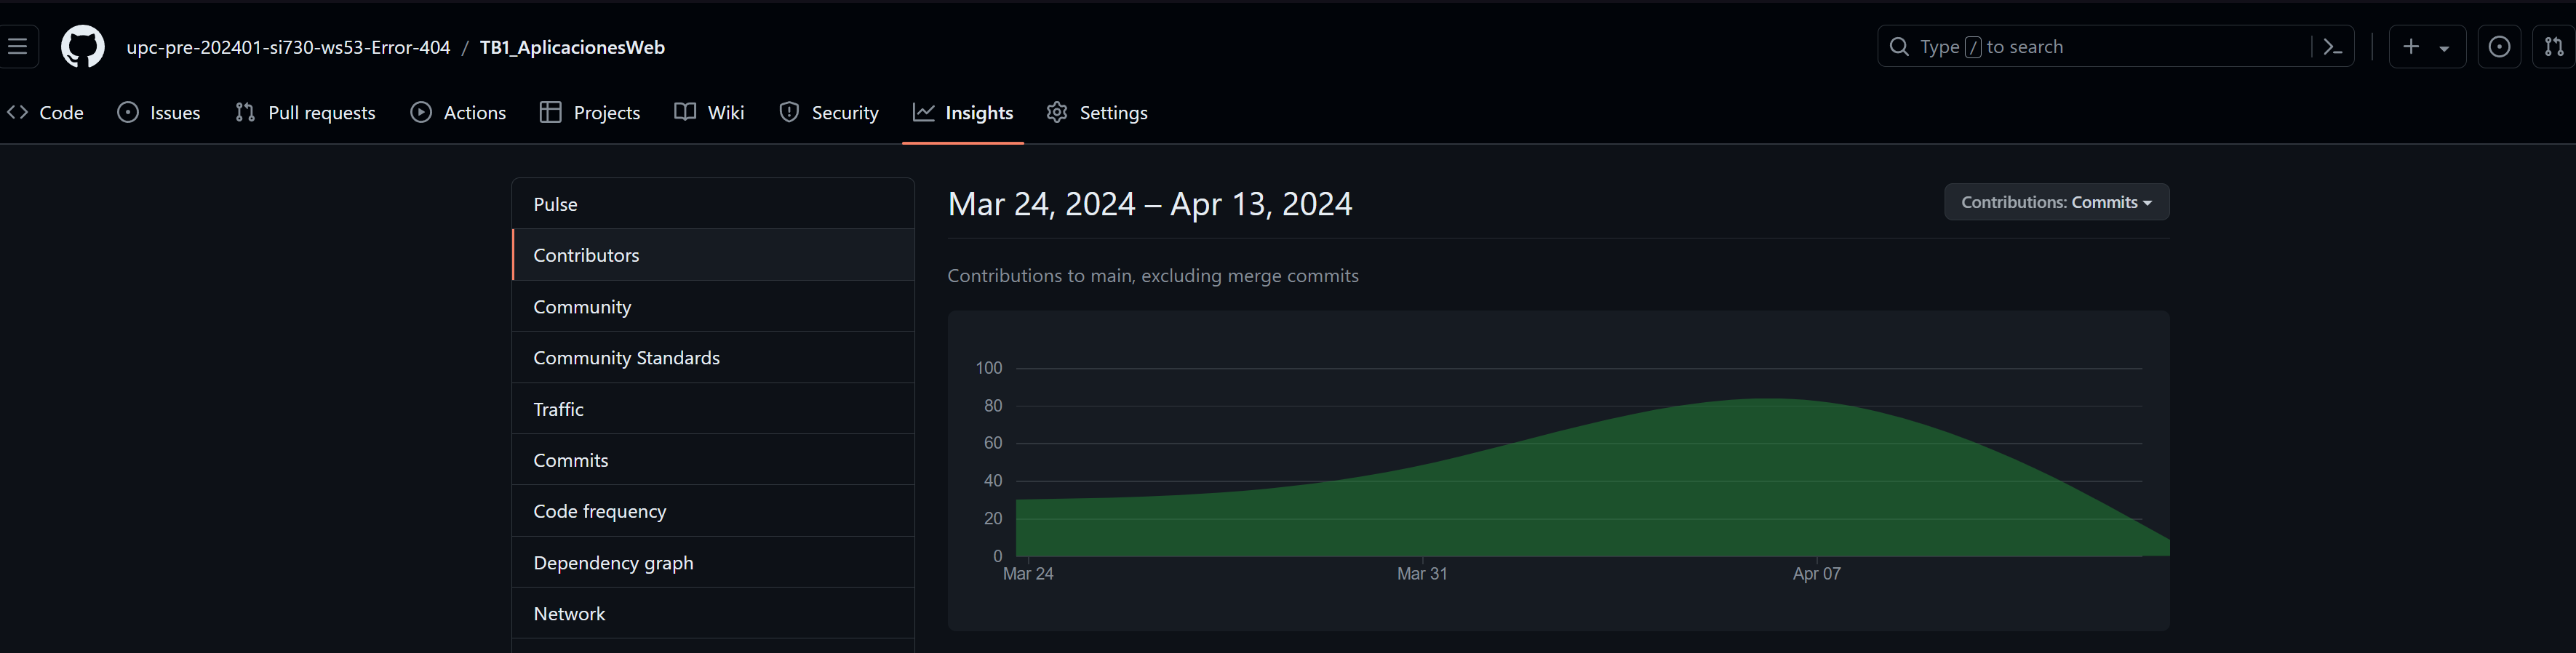 upc-pre-202401-si730-ws53-Error-404 / TB1_AplicacionesWeb
Type / to search
Code Issues Pull requests Actions Projects Wiki Security Insights Settings
Pulse
Contributors
Community
Community Standards
Traffic
Commits
Code frequency
Dependency graph
Network
Mar 24, 2024 – Apr 13, 2024
Contributions: Commits
Contributions to main, excluding merge commits
100
80
60
40
20
0
Mar 24 Mar 31 Apr 07